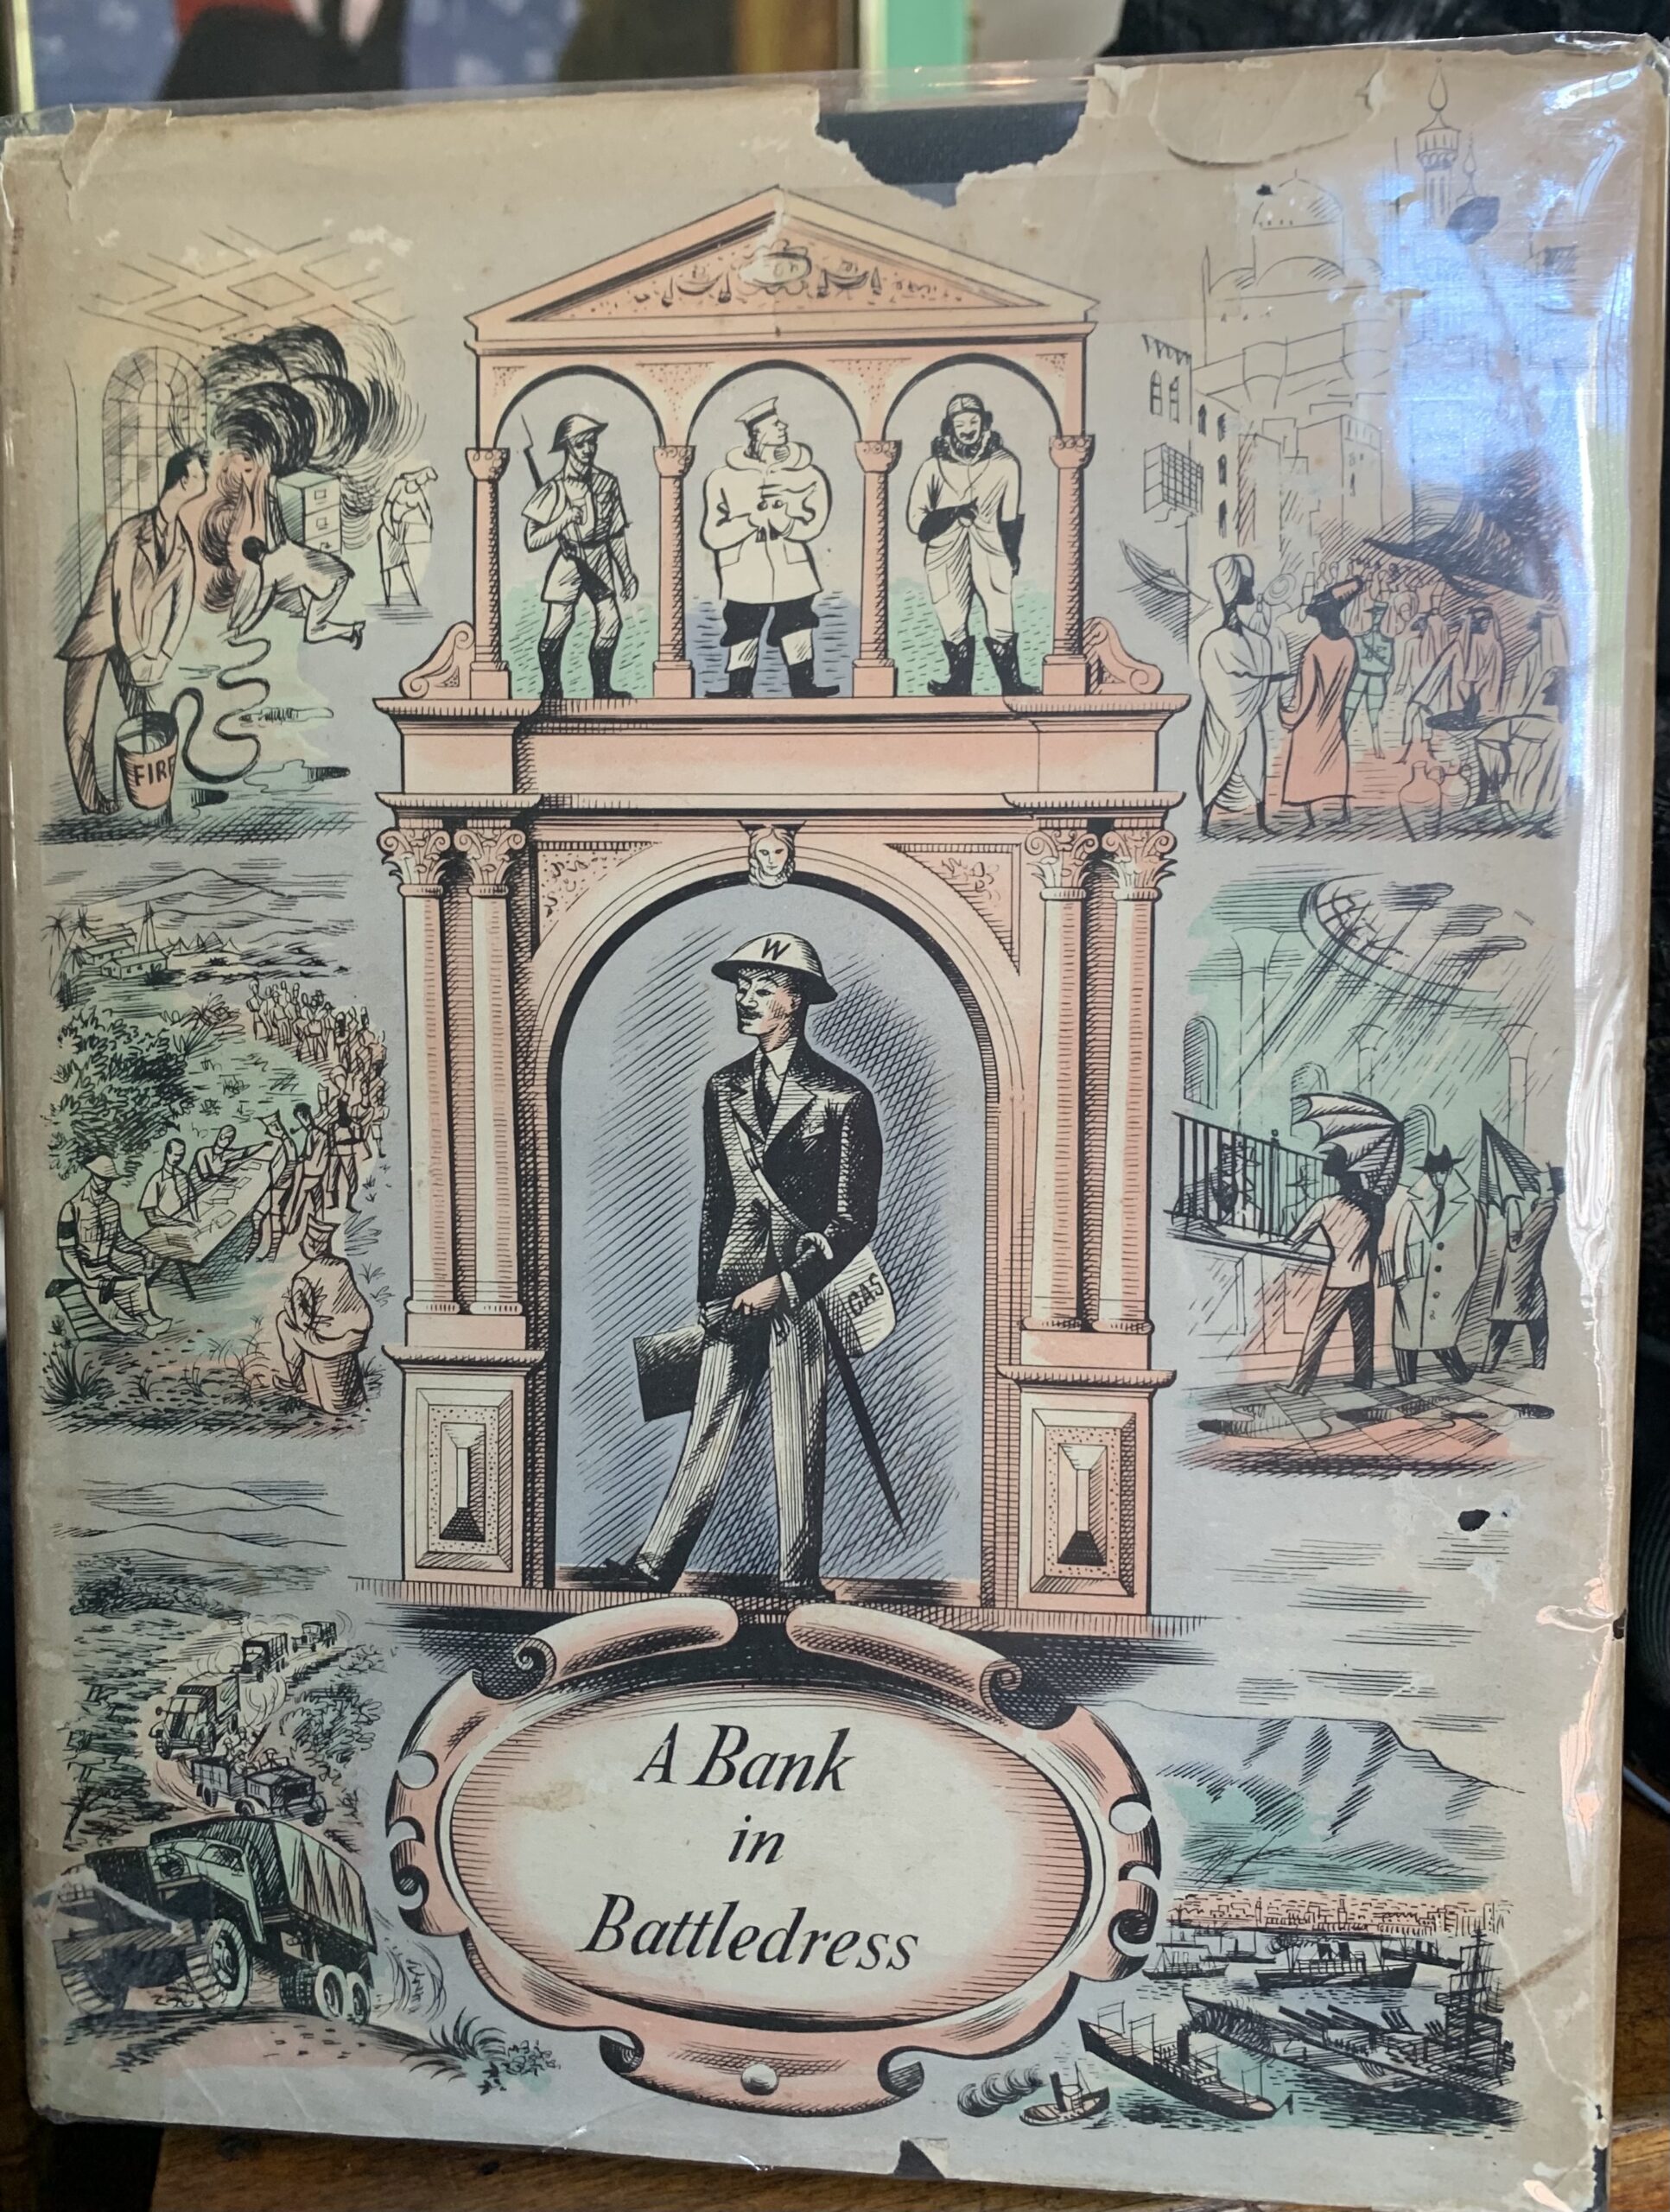 FIRE
W
GAS
A Bank
in
Battledress